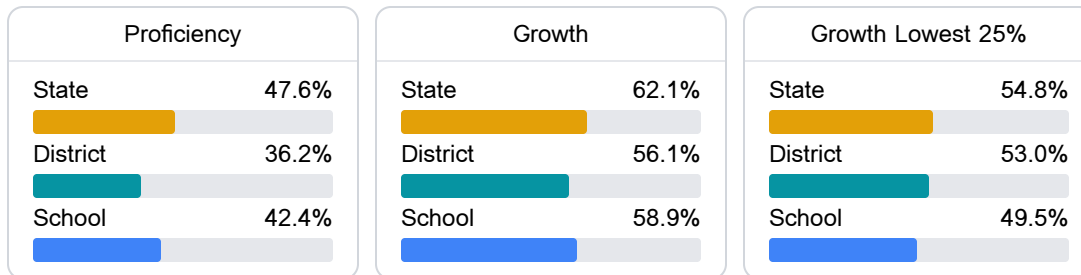 Proficiency
State 47.6%
District 36.2%
School 42.4%
Growth
State 62.1%
District 56.1%
School 58.9%
Growth Lowest 25%
State 54.8%
District 53.0%
School 49.5%